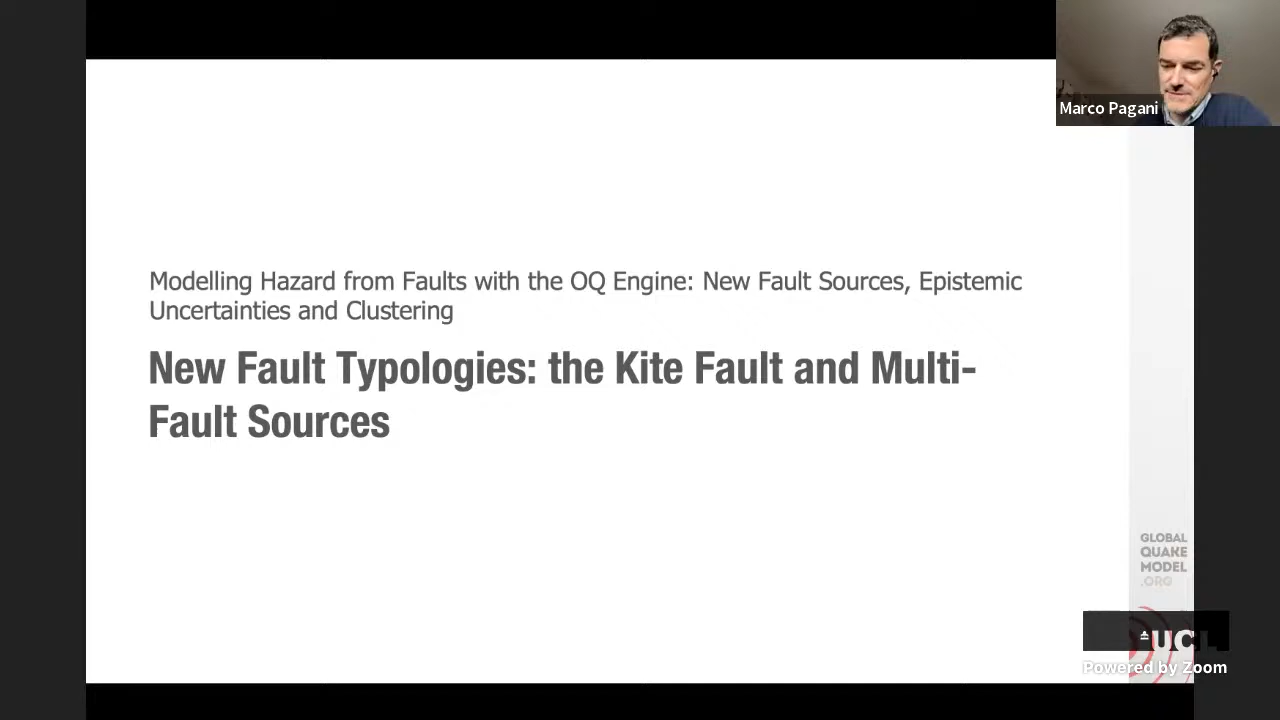 Marco Pagani
Modelling Hazard from Faults with the OQ Engine: New Fault Sources, Epistemic
Uncertainties and Clustering
New Fault Typologies: the Kite Fault and Multi-
Fault Sources
GLOBAL
QUAKE
MODEL
.ORG
UCL
Powered by Zoom